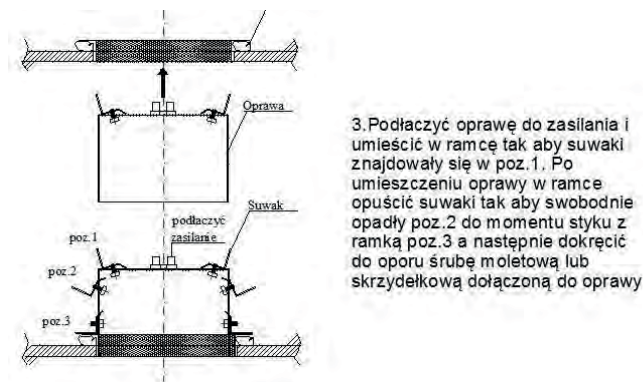 Oprawa
Suwak
podłaczyć
zasilanie
poz.1
poz.2
poz.3
3.Podłaczyć oprawę do zasilania i
umieścić w ramcę tak aby suwaki
znajdowały się w poz.1. Po
umieszczeniu oprawy w ramce
opuścić suwaki tak aby swobodnie
opadły poz.2 do momentu styku z
ramką poz.3 a następnie dokręcić
do oporu śrubę moletową lub
skrzydełkową dołączoną do oprawy